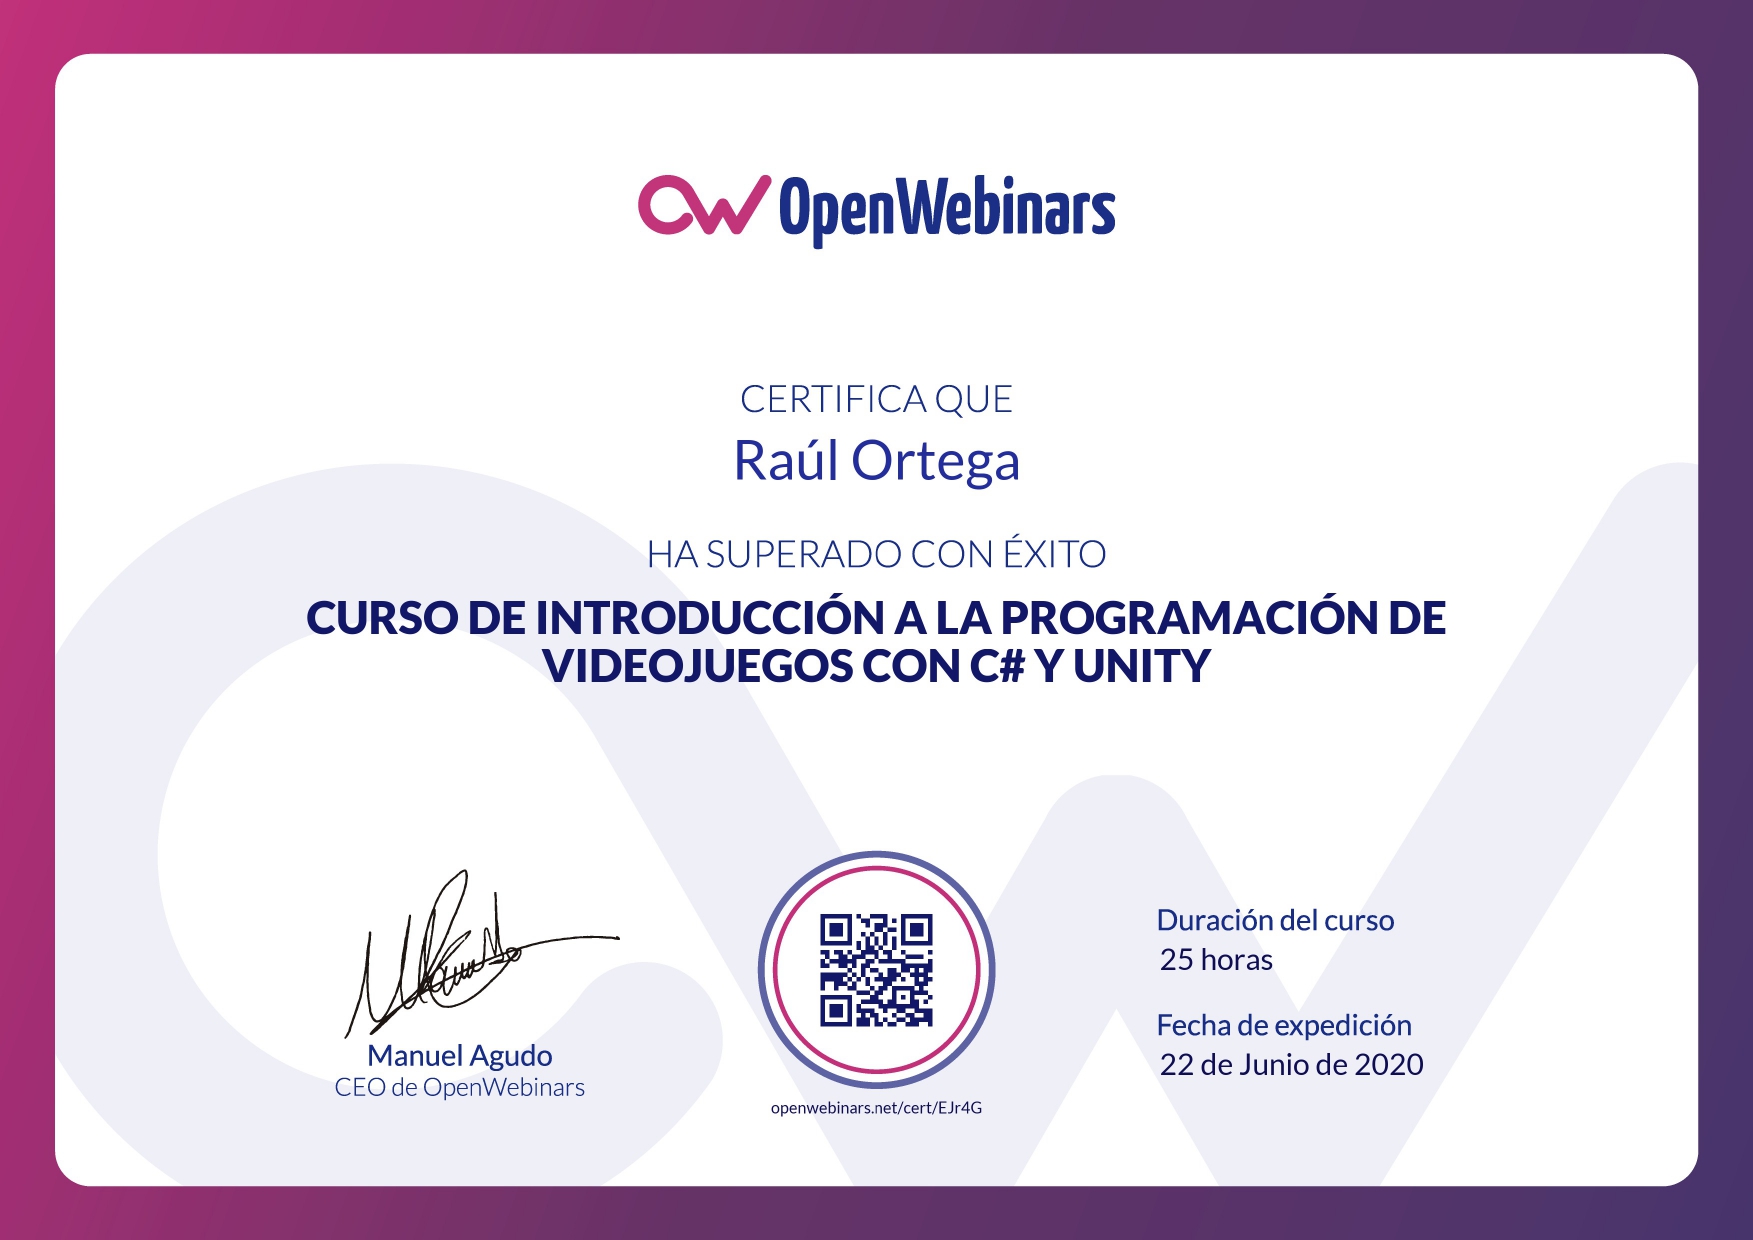 OpenWebinars
CERTIFICA QUE
Raúl Ortega
HA SUPERADO CON ÉXITO
CURSO DE INTRODUCCIÓN A LA PROGRAMACIÓN DE
VIDEOJUEGOS CON C# Y UNITY
Manuel Agudo
CEO de OpenWebinars
openwebinars.net/cert/EJr4G
Duración del curso
25 horas
Fecha de expedición
22 de Junio de 2020